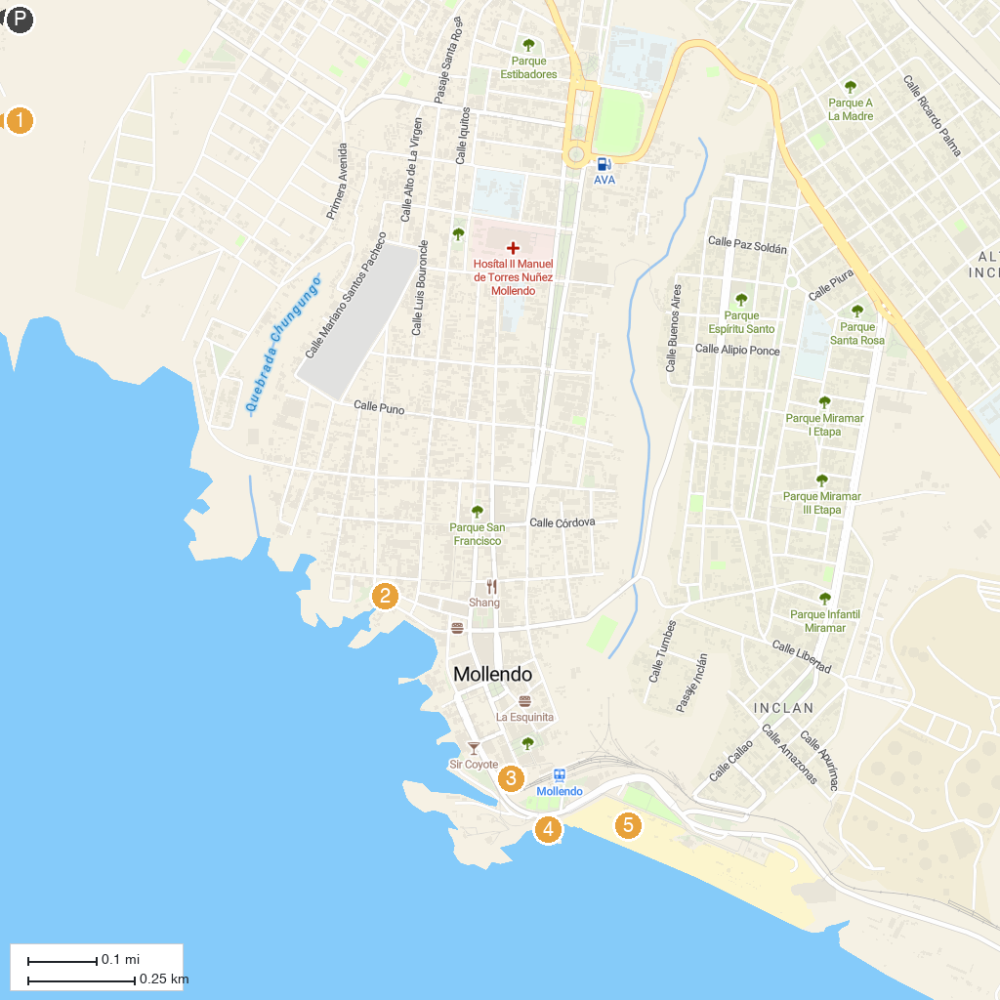 P
Pasaje Santa Rosa
Parque
Estibadores
Calle Ricardo Palma
Parque A
La Madre
1
Calle Iquitos
Calle Alto de La Virgen
Primera Avenida
AVA
Calle Mariano Santos Pacheco
Calle Luis Bouroncle
Hosítal II Manuel
de Torres Nuñez
Mollendo
Calle Paz Soldán
ALT
INCL
Quebrada Chungungo
Calle Buenos Aires
Calle Piura
Parque
Espíritu Santo
Parque
Santa Rosa
Calle Alipio Ponce
Calle Puno
Parque Miramar
I Etapa
Parque Miramar
III Etapa
Parque San
Francisco
Calle Córdova
2
Shang
Parque Infantil
Miramar
Calle Tumbes
Pasaje Inclán
Calle Libertad
Mollendo
La Esquinita
INCLAN
Sir Coyote
Calle Callao
Calle Amazonas
Calle Apurimac
3
Mollendo
4
5
0.1 mi
0.25 km